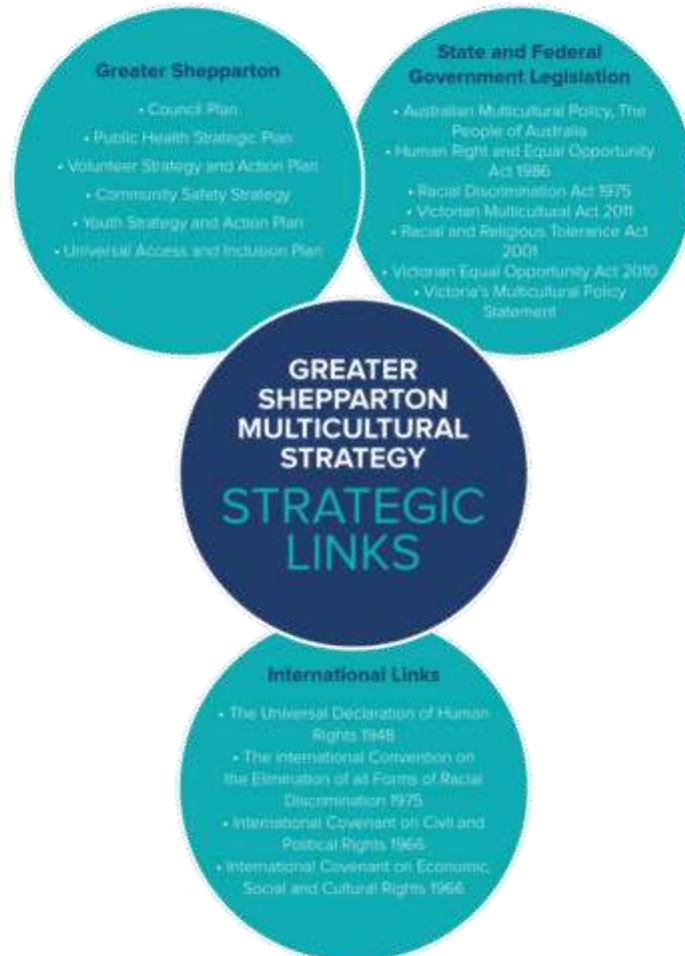 Greater Shepparton
• Council Plan
• Public Health Strategic Plan
• Volunteer Strategy and Action Plan
• Community Safety Strategy
• Youth Strategy and Action Plan
• Universal Access and Inclusion Plan
State and Federal
Government Legislation
• Australian Multicultural Policy, The
People of Australia
• Human Right and Equal Opportunity
Act 1986
• Racial Discrimination Act 1975
• Victorian Multicultural Act 2011
• Racial and Religious Tolerance Act
2001
• Victorian Equal Opportunity Act 2010
• Victoria's Multicultural Policy
Statement
GREATER
SHEPPARTON
MULTICULTURAL
STRATEGY
STRATEGIC
LINKS
International Links
• The Universal Declaration of Human
Rights 1948
• The International Convention on
the Elimination of all Forms of Racial
Discrimination 1975
• International Covenant on Civil and
Political Rights 1966
• International Covenant on Economic,
Social and Cultural Rights 1966